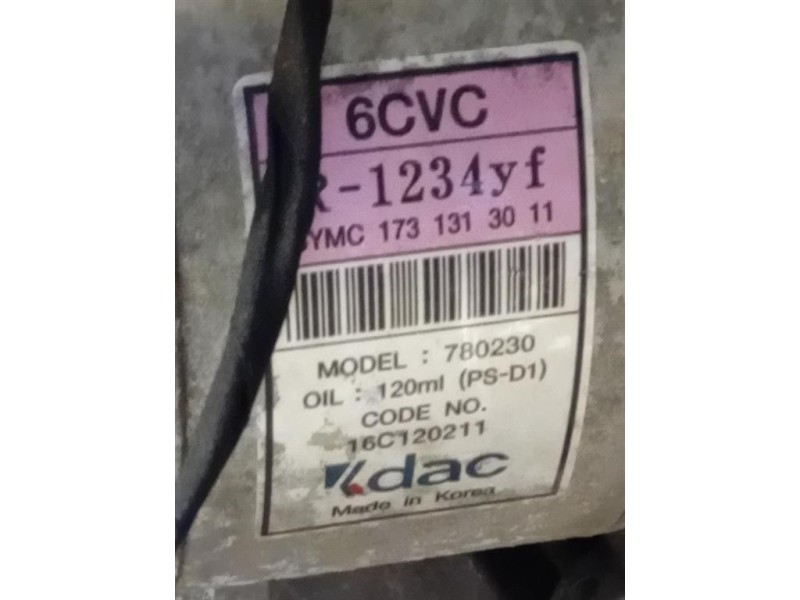 6CVC
R-1234yf
YMC 173 131 30 11
MODEL : 780230
OIL : 120ml (PS-D1)
CODE NO.
16C120211
Kdac
Made in Korea